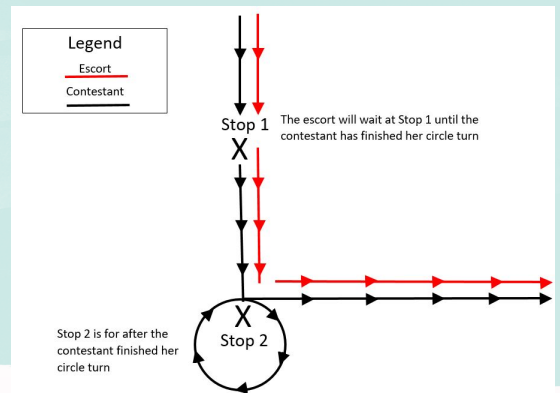 Legend
Escort
Contestant
Stop 1
The escort will wait at Stop 1 until the
contestant has finished her circle turn
X
X
Stop 2
Stop 2 is for after the
contestant finished her
circle turn